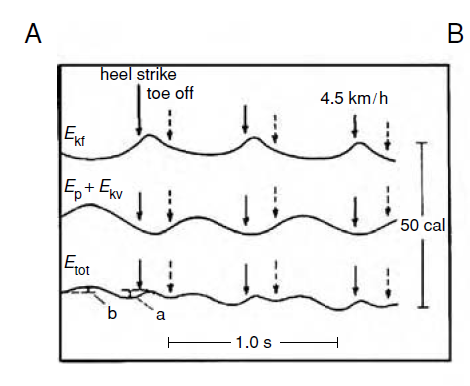 A B
heel strike
toe off
4.5 km/h
Ekf
Ep + Ekv
50 cal
Etot
b a
1.0 s